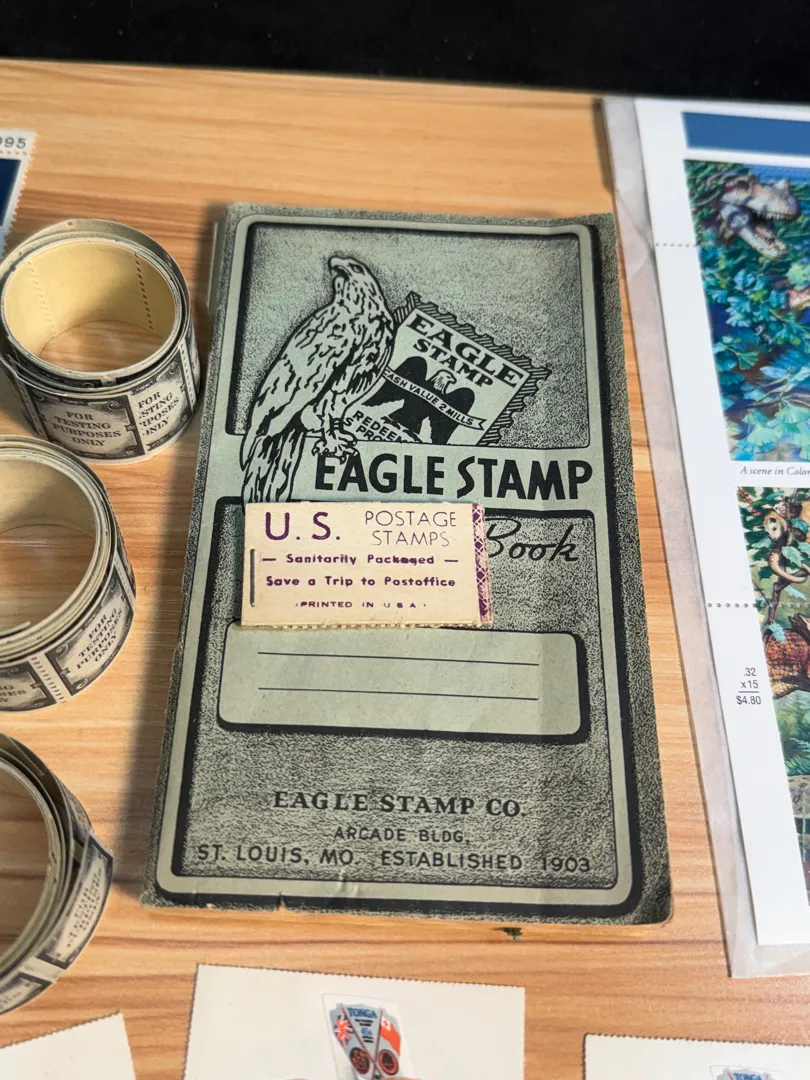 995
EAGLE
STAMP
CASH VALUE 2 MILLS
EAGLE STAMP
Book
U.S. POSTAGE
STAMPS
— Sanitarily Packaged —
Save a Trip to Postoffice
(PRINTED IN U S A)
EAGLE STAMP CO.
ARCADE BLDG.
ST. LOUIS, MO. ESTABLISHED 1903
FOR
TESTING
PURPOSES
ONLY
FOR
ONLY
FOR
TESTING
PURPOSES
ONLY
A scene in Color
.32
x15
$4.80
TONGA
TONGA